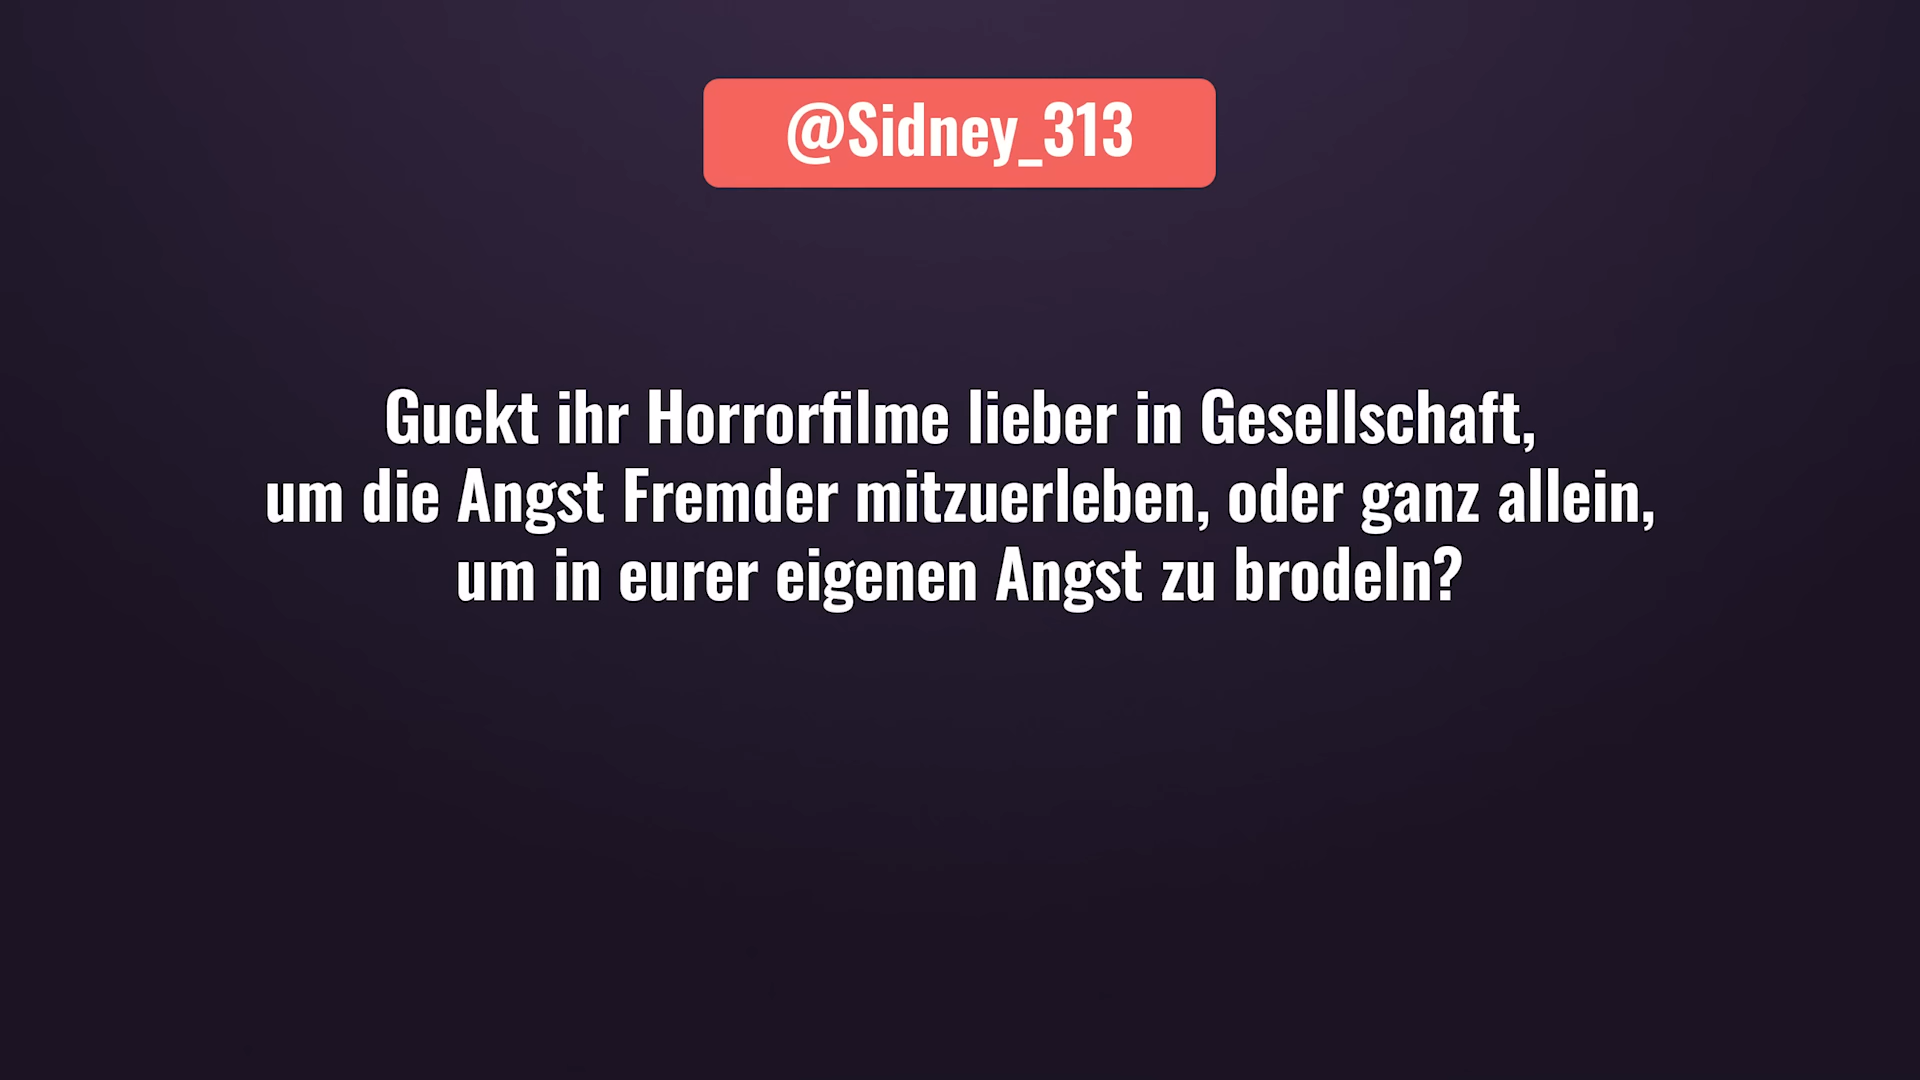 @Sidney_313
Guckt ihr Horrorfilme lieber in Gesellschaft,
um die Angst Fremder mitzuerleben, oder ganz allein,
um in eurer eigenen Angst zu brodeln?